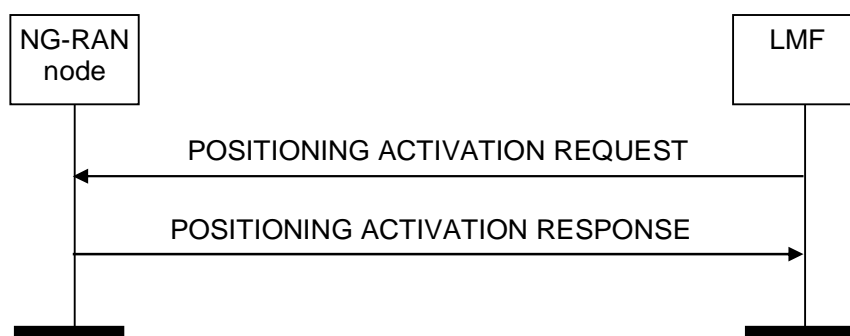 NG-RAN
node
LMF
POSITIONING ACTIVATION REQUEST
POSITIONING ACTIVATION RESPONSE